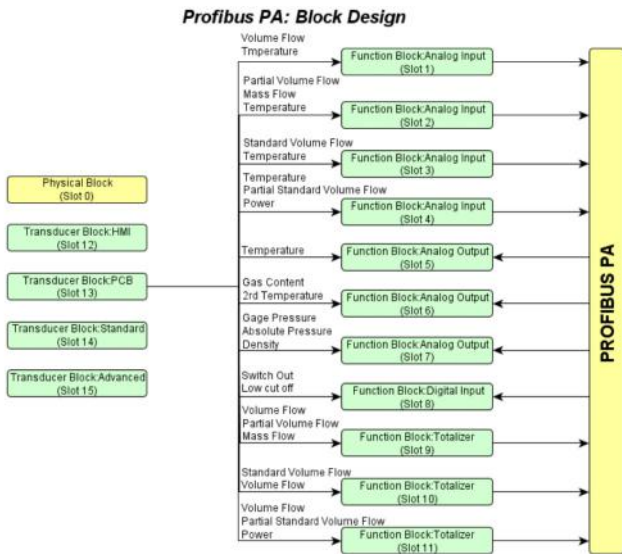 Profibus PA: Block Design
Volume Flow
Tmperature
Function Block:Analog Input
(Slot 1)
Partial Volume Flow
Mass Flow
Temperature
Function Block:Analog Input
(Slot 2)
Standard Volume Flow
Temperature
Function Block:Analog Input
(Slot 3)
Temperature
Partial Standard Volume Flow
Power
Function Block:Analog Input
(Slot 4)
Physical Block
(Slot 0)
Transducer Block:HMI
(Slot 12)
Transducer Block:PCB
(Slot 13)
Transducer Block:Standard
(Slot 14)
Transducer Block:Advanced
(Slot 15)
Temperature
Function Block:Analog Output
(Slot 5)
Gas Content
2rd Temperature
Function Block:Analog Output
(Slot 6)
Gage Pressure
Absolute Pressure
Density
Function Block:Analog Output
(Slot 7)
Switch Out
Low cut off
Function Block:Digital Input
(Slot 8)
Volume Flow
Partial Volume Flow
Mass Flow
Function Block:Totalizer
(Slot 9)
Standard Volume Flow
Volume Flow
Function Block:Totalizer
(Slot 10)
Volume Flow
Partial Standard Volume Flow
Power
Function Block:Totalizer
(Slot 11)
PROFIBUS PA